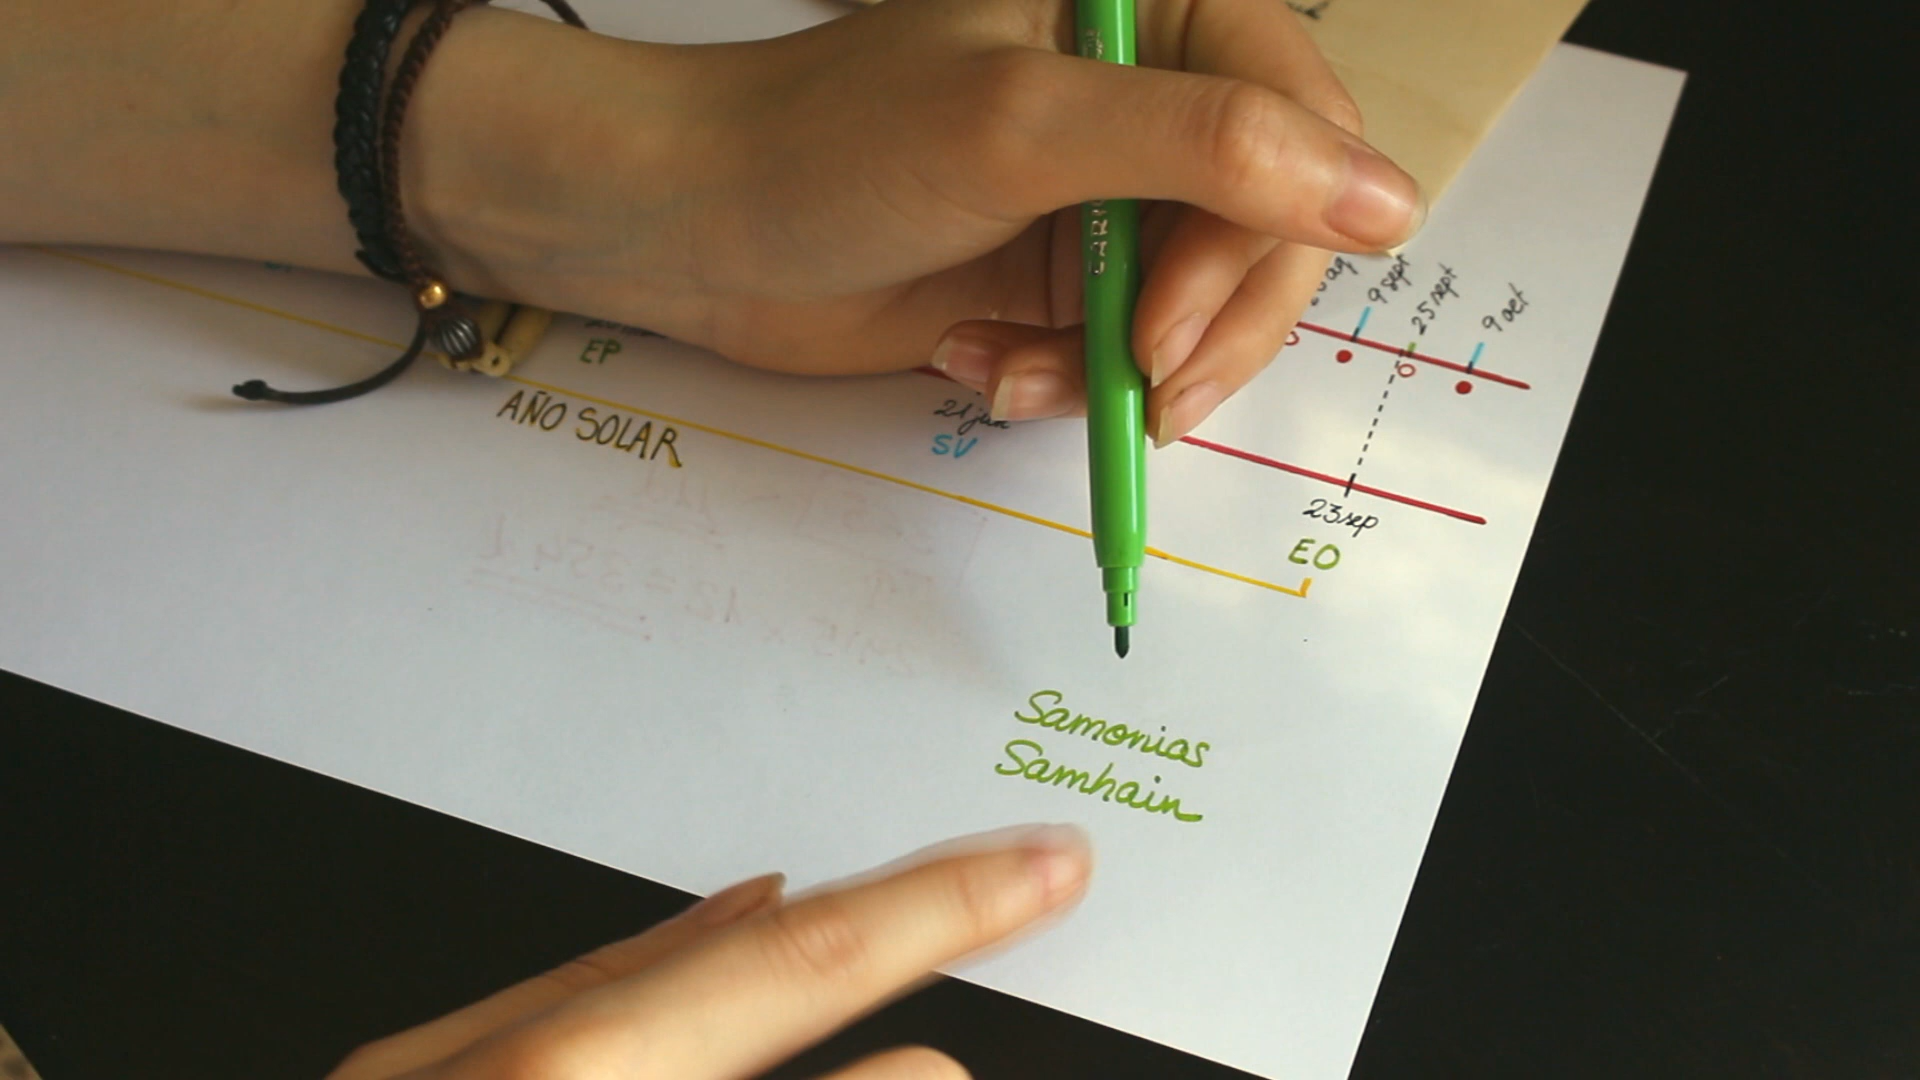 9 sept
25 sept
9 oct
EP
21 jun
SV
AÑO SOLAR
23 sep
EO
Samonias
Samhain